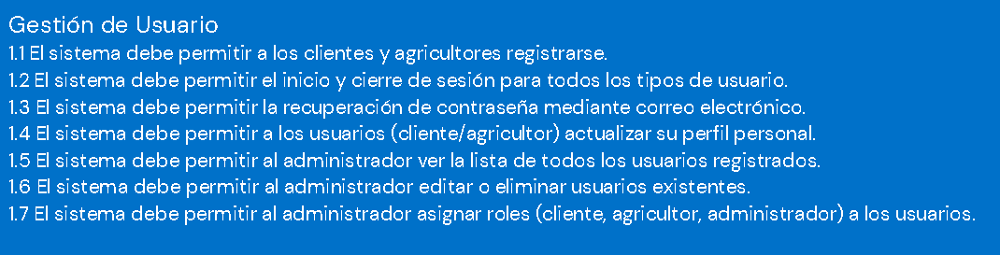 Gestión de Usuario
1.1 El sistema debe permitir a los clientes y agricultores registrarse.
1.2 El sistema debe permitir el inicio y cierre de sesión para todos los tipos de usuario.
1.3 El sistema debe permitir la recuperación de contraseña mediante correo electrónico.
1.4 El sistema debe permitir a los usuarios (cliente/agricultor) actualizar su perfil personal.
1.5 El sistema debe permitir al administrador ver la lista de todos los usuarios registrados.
1.6 El sistema debe permitir al administrador editar o eliminar usuarios existentes.
1.7 El sistema debe permitir al administrador asignar roles (cliente, agricultor, administrador) a los usuarios.